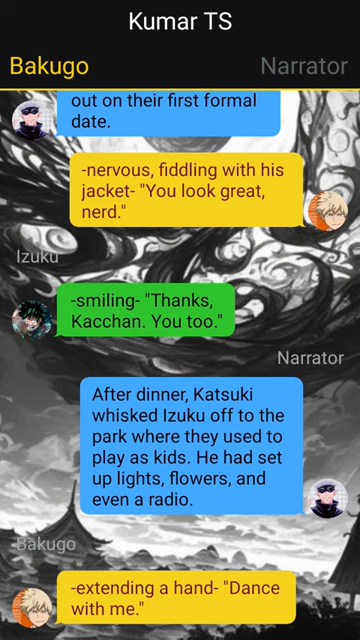 Kumar TS
Bakugo
Narrator
out on their first formal
date.
-nervous, fiddling with his
jacket- "You look great,
nerd."
Izuku
-smiling- "Thanks,
Kacchan. You too."
Narrator
After dinner, Katsuki
whisked Izuku off to the
park where they used to
play as kids. He had set
up lights, flowers, and
even a radio.
Bakugo
-extending a hand- "Dance
with me."